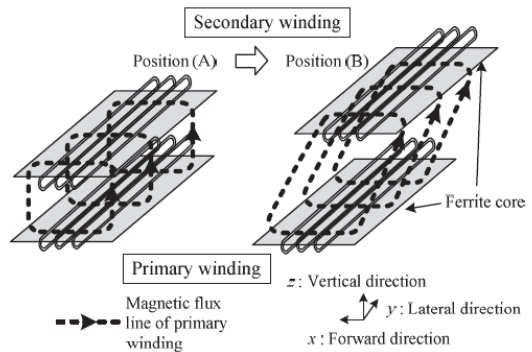 Secondary winding
Position (A)
Position (B)
Ferrite core
Primary winding
Magnetic flux
line of primary
winding
z : Vertical direction
y : Lateral direction
x : Forward direction